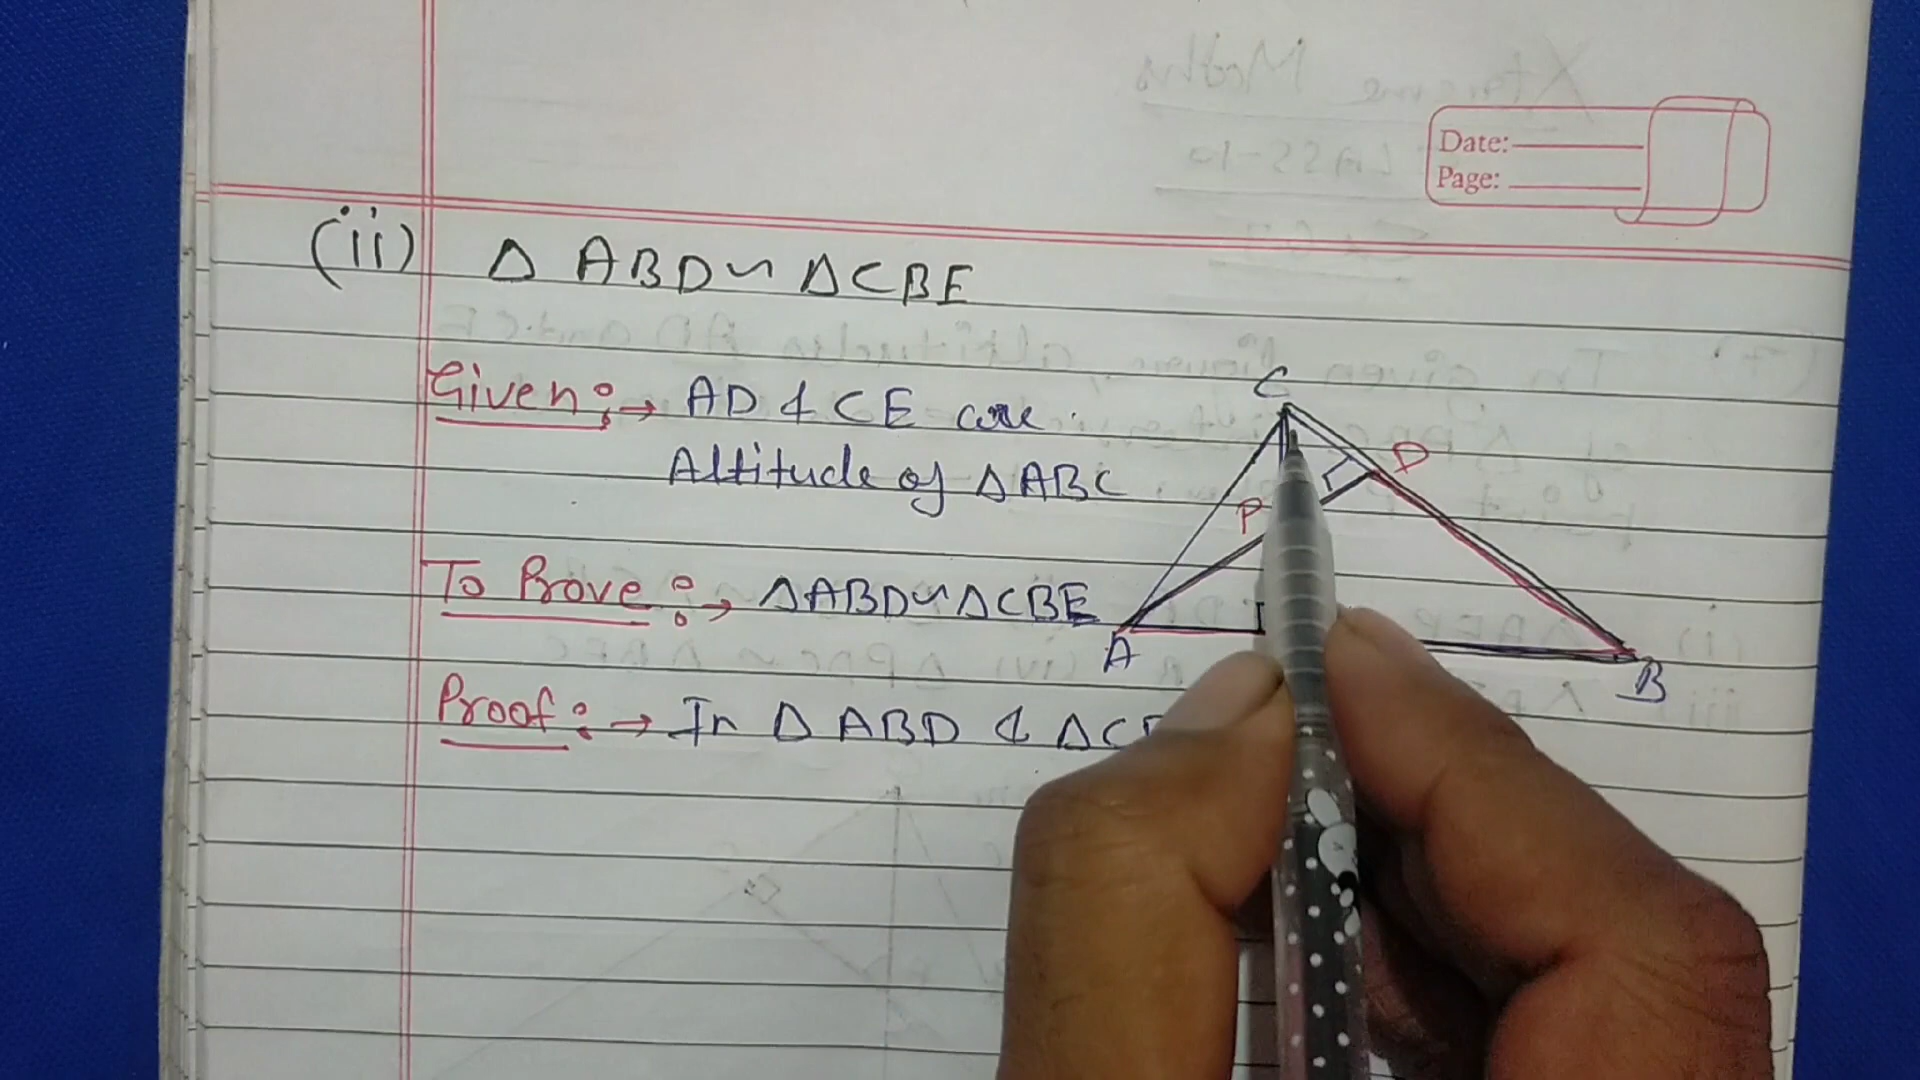 Date:
Page:
(ii) Δ ABD ~ Δ CBE
Given :→ AD & CE are
Altitude of Δ ABC
To Prove :→ Δ ABD ~ Δ CBE
Proof :→ In Δ ABD & Δ C
C
D
P
A
B